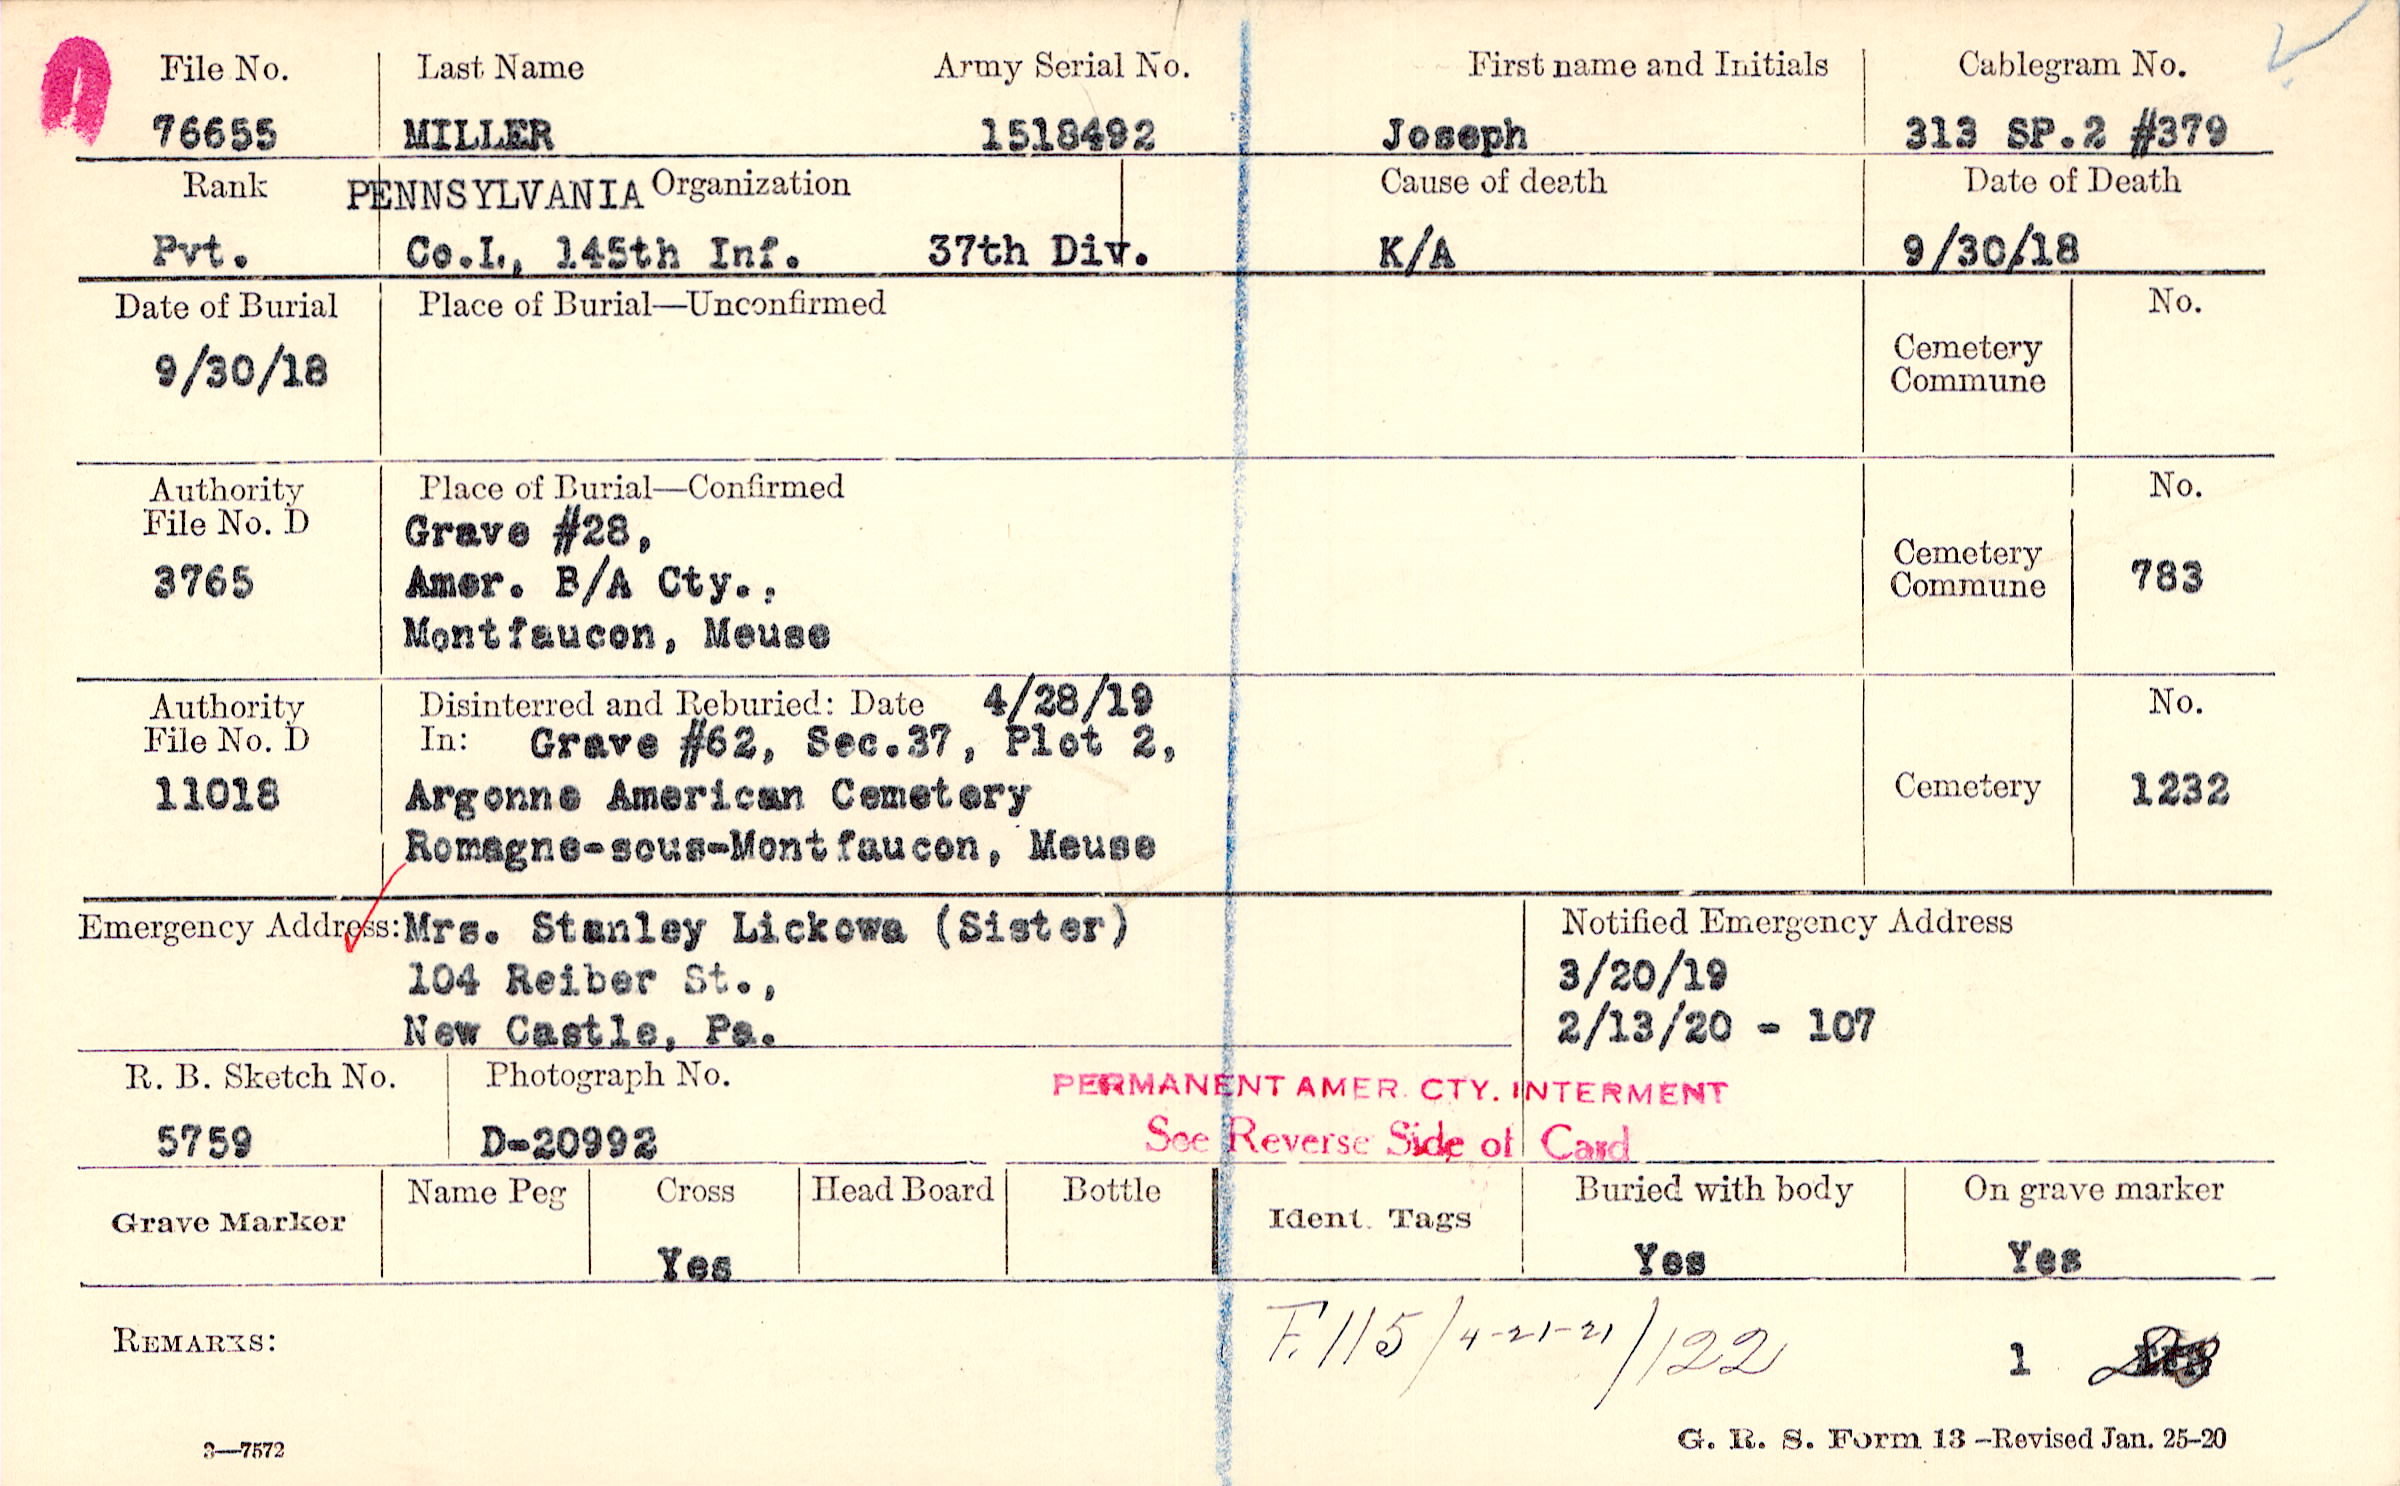 File No. Last Name Army Serial No. First name and Initials Cablegram No.
76655 MILLER 1518492 Joseph 313 SP.2 #379
Rank PENNSYLVANIA Organization Cause of death Date of Death
Pvt. Co.I., 145th Inf. 37th Div. K/A 9/30/18
Date of Burial Place of Burial—Unconfirmed No.
9/30/18 Cemetery
Commune
Authority Place of Burial—Confirmed No.
File No. D Grave #28,
3765 Amer. B/A Cty., Cemetery
Commune 783
Montfaucon, Meuse
Authority Disinterred and Reburied: Date 4/28/19 No.
File No. D In: Grave #62, Sec.37, Plot 2,
11018 Argonne American Cemetery Cemetery 1232
Romagne-sous-Montfaucon, Meuse
Emergency Address: Mrs. Stanley Lickowa (Sister) Notified Emergency Address
104 Reiber St., 3/20/19
New Castle, Pa. 2/13/20 - 107
R. B. Sketch No. Photograph No. PERMANENT AMER. CTY. INTERMENT
5759 D-20992 See Reverse Side of Card
Name Peg Cross Head Board Bottle Buried with body On grave marker
Grave Marker Ident. Tags
Yes Yes Yes
REMARKS: F.115/4-21-21/122 1
3—7572 G. R. S. Form 13—Revised Jan. 25-20